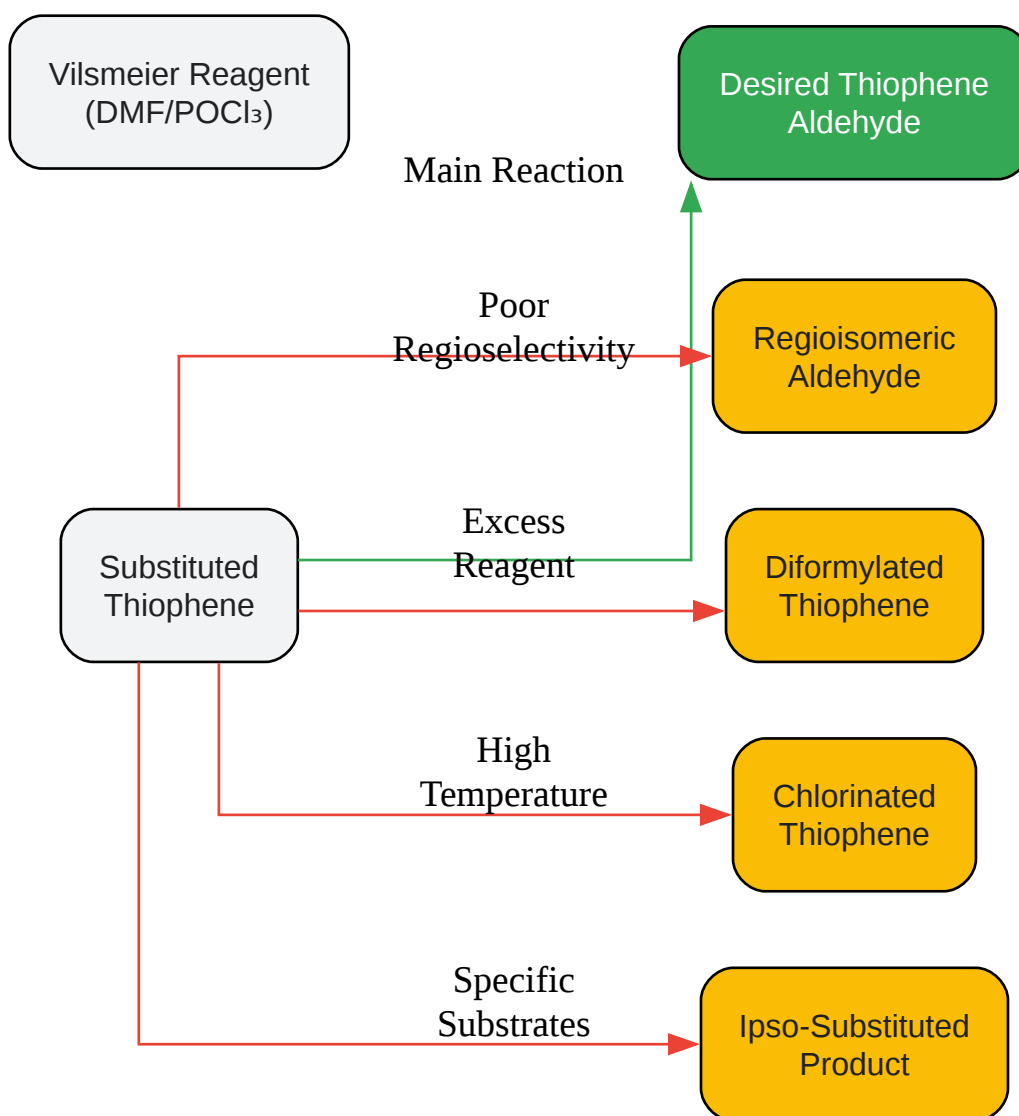 Vilsmeier Reagent
(DMF/POCl₃)
Desired Thiophene
Aldehyde
Main Reaction
Poor
Regioselectivity
Regioisomeric
Aldehyde
Substituted
Thiophene
Excess
Reagent
Diformylated
Thiophene
High
Temperature
Chlorinated
Thiophene
Specific
Substrates
Ipso-Substituted
Product